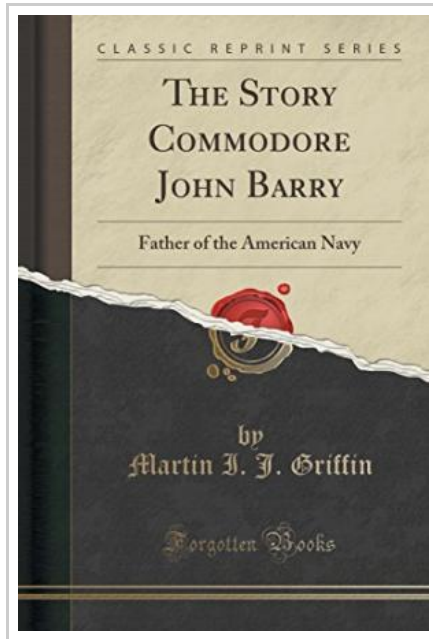 CLASSIC REPRINT SERIES
THE STORY
COMMODORE
JOHN BARRY
Father of the American Navy
by
Martin I. J. Griffin
Forgotten Books